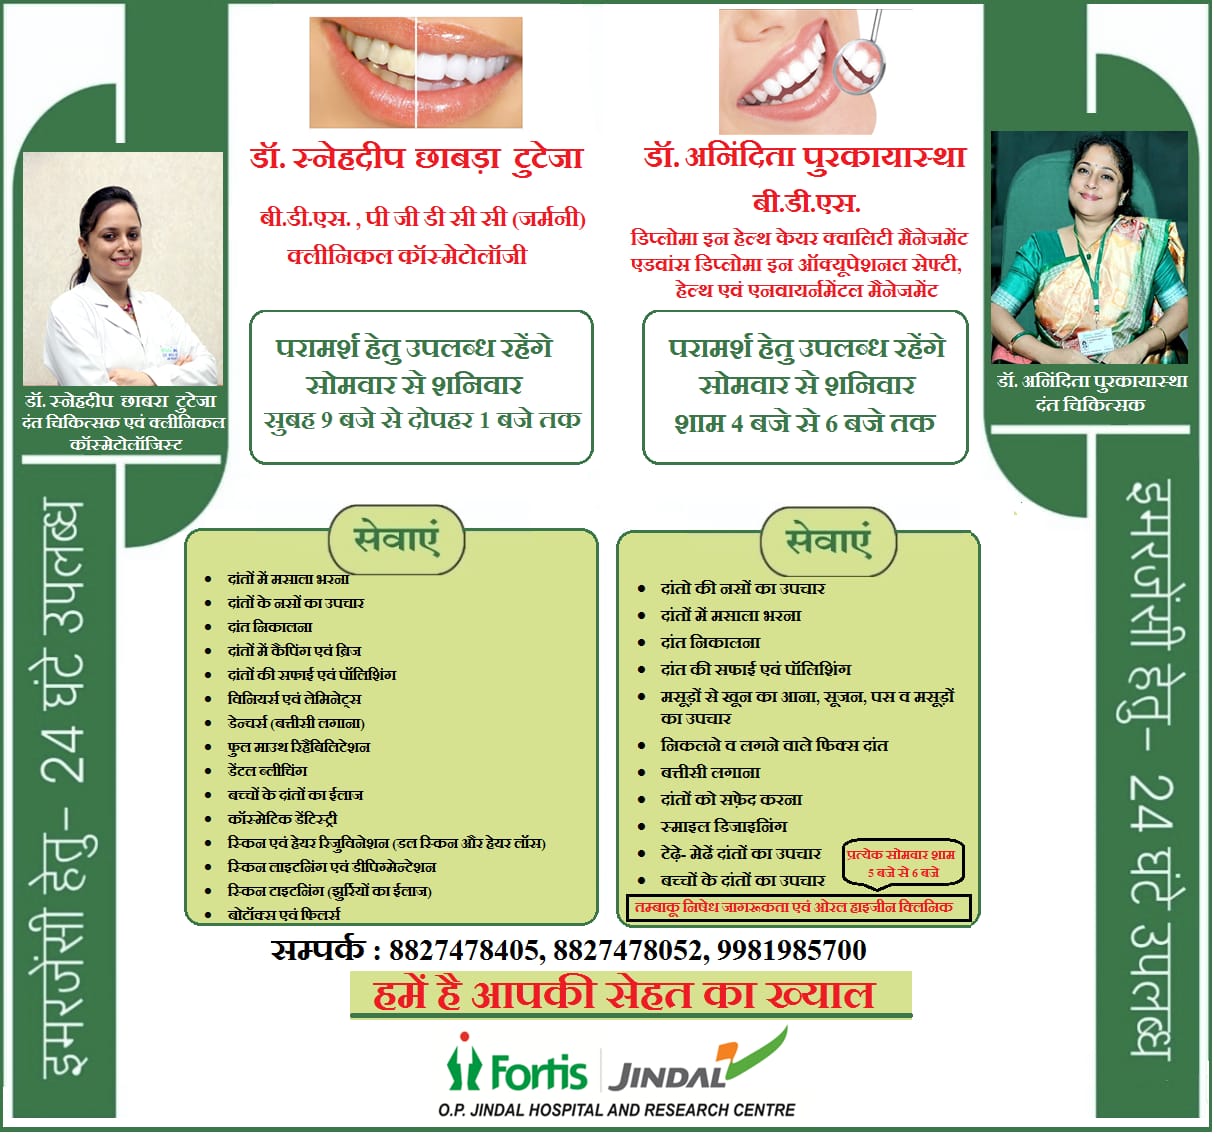 डॉ. स्नेहदीप छाबड़ा टुटेजा
बी.डी.एस. , पी जी डी सी सी (जर्मनी)
क्लीनिकल कॉस्मेटोलॉजी
परामर्श हेतु उपलब्ध रहेंगे
सोमवार से शनिवार
सुबह 9 बजे से दोपहर 1 बजे तक
डॉ. अनिंदिता पुरकायास्था
बी.डी.एस.
डिप्लोमा इन हेल्थ केयर क्वालिटी मैनेजमेंट
एडवांस डिप्लोमा इन ऑक्यूपेशनल सेफ्टी,
हेल्थ एवं एनवायर्नमेंटल मैनेजमेंट
परामर्श हेतु उपलब्ध रहेंगे
सोमवार से शनिवार
शाम 4 बजे से 6 बजे तक
डॉ. स्नेहदीप छाबरा टुटेजा
दंत चिकित्सक एवं क्लीनिकल
कॉस्मेटोलॉजिस्ट
डॉ. अनिंदिता पुरकायास्था
दंत चिकित्सक
इमरजेंसी हेतु- 24 घंटे उपलब्ध
सेवाएं
• दांतों में मसाला भरना
• दांतों के नसों का उपचार
• दांत निकालना
• दांतों में कैपिंग एवं ब्रिज
• दांतों की सफाई एवं पॉलिशिंग
• विनियर्स एवं लेमिनेट्स
• डेन्चर्स (बत्तीसी लगाना)
• फुल माउथ रिहैबिलिटेशन
• डेंटल ब्लीचिंग
• बच्चों के दांतों का ईलाज
• कॉस्मेटिक डेंटिस्ट्री
• स्किन एवं हेयर रिजुविनेशन (डल स्किन और हेयर लॉस)
• स्किन लाइटनिंग एवं डीपिग्मेन्टेशन
• स्किन टाइटनिंग (झुर्रियों का ईलाज)
• बोटॉक्स एवं फिलर्स
सेवाएं
• दांतो की नसों का उपचार
• दांतों में मसाला भरना
• दांत निकालना
• दांत की सफाई एवं पॉलिशिंग
• मसूड़ों से खून का आना, सूजन, पस व मसूड़ों
का उपचार
• निकलने व लगने वाले फिक्स दांत
• बत्तीसी लगाना
• दांतों को सफ़ेद करना
• स्माइल डिजाइनिंग
• टेढ़े- मेढें दांतों का उपचार
• बच्चों के दांतों का उपचार
प्रत्येक सोमवार शाम
5 बजे से 6 बजे
तम्बाकू निषेध जागरूकता एवं ओरल हाइजीन क्लिनिक
इमरजेंसी हेतु- 24 घंटे उपलब्ध
सम्पर्क : 8827478405, 8827478052, 9981985700
हमें है आपकी सेहत का ख्याल
Fortis JINDAL
O.P. JINDAL HOSPITAL AND RESEARCH CENTRE